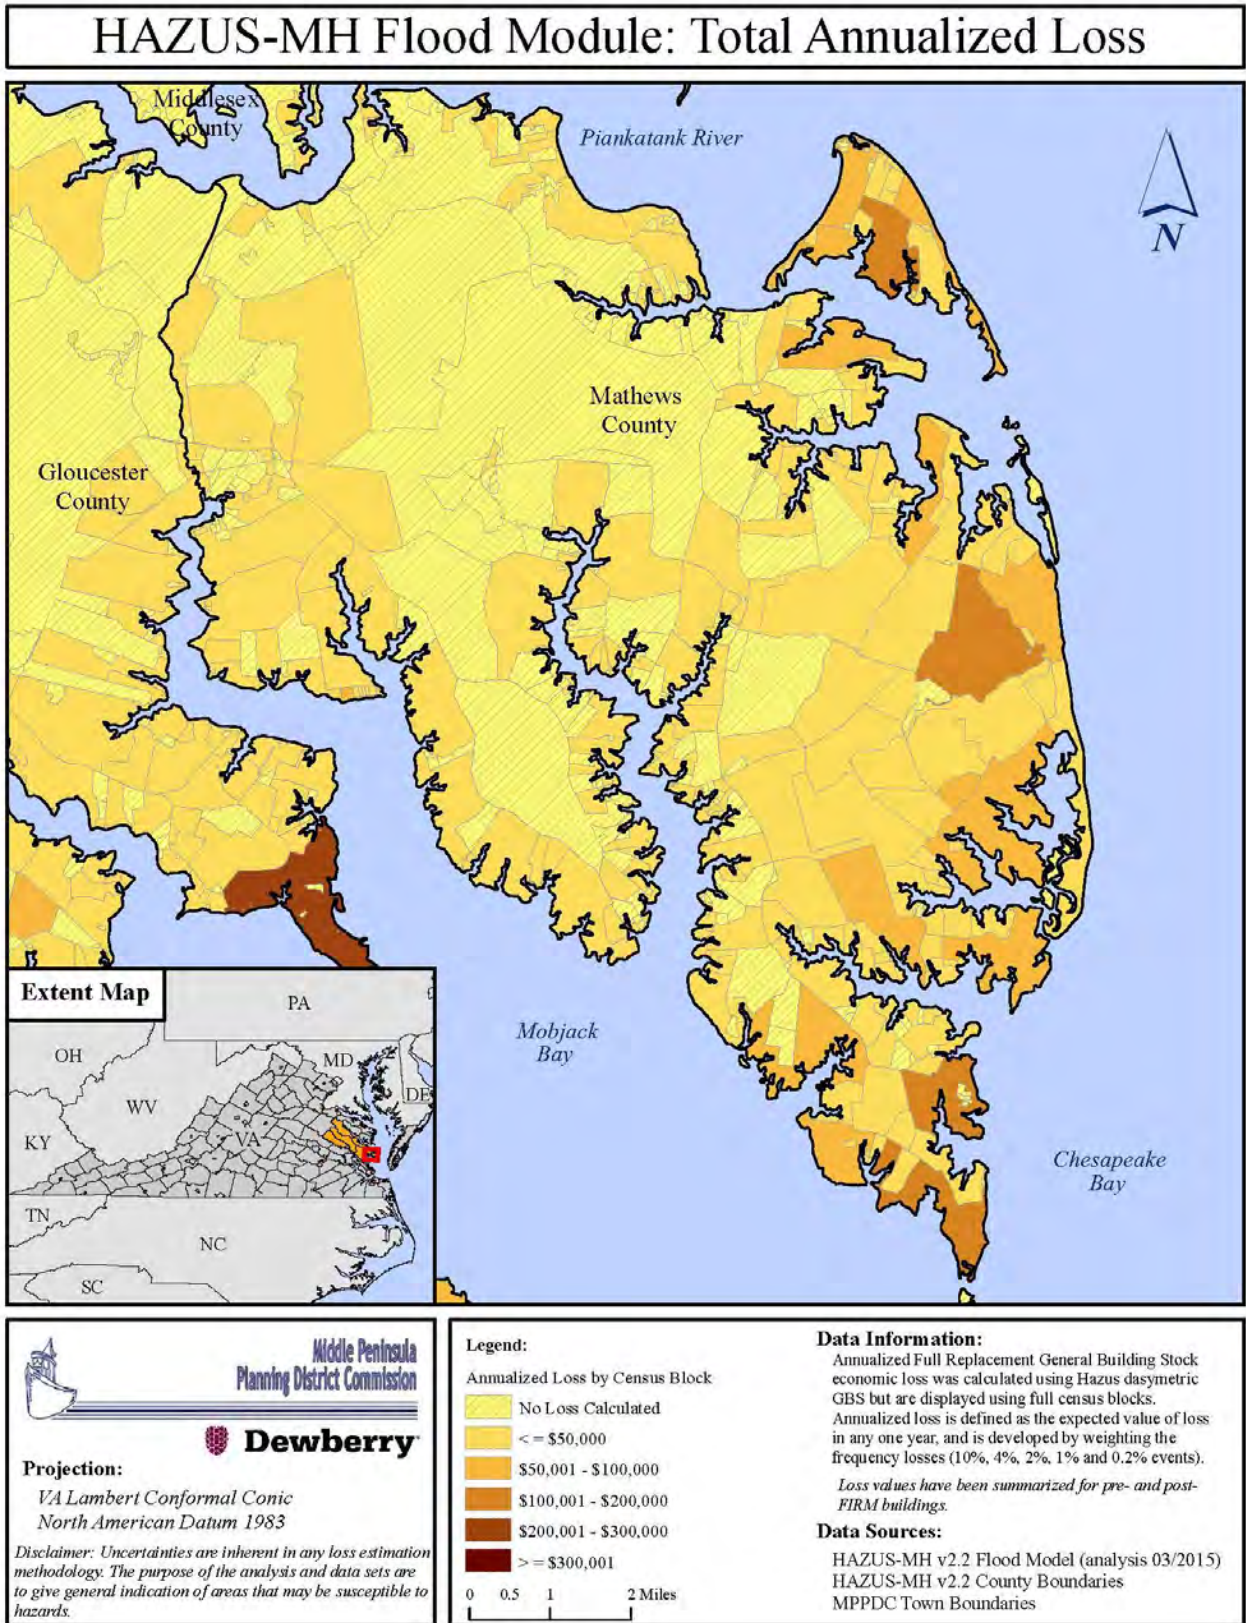 HAZUS-MH Flood Module: Total Annualized Loss
Middlesex
County
Piankatank River
N
Mathews
County
Gloucester
County
Mobjack
Bay
Chesapeake
Bay
Extent Map
PA
OH
MD
DE
WV
KY
VA
TN
NC
SC
Middle Peninsula
Planning District Commission
Dewberry
Projection:
VA Lambert Conformal Conic
North American Datum 1983
Disclaimer: Uncertainties are inherent in any loss estimation
methodology. The purpose of the analysis and data sets are
to give general indication of areas that may be susceptible to
hazards.
Legend:
Annualized Loss by Census Block
No Loss Calculated
< = $50,000
$50,001 - $100,000
$100,001 - $200,000
$200,001 - $300,000
> = $300,001
0 0.5 1 2 Miles
Data Information:
Annualized Full Replacement General Building Stock
economic loss was calculated using Hazus dasymetric
GBS but are displayed using full census blocks.
Annualized loss is defined as the expected value of loss
in any one year, and is developed by weighting the
frequency losses (10%, 4%, 2%, 1% and 0.2% events).
Loss values have been summarized for pre- and post-
FIRM buildings.
Data Sources:
HAZUS-MH v2.2 Flood Model (analysis 03/2015)
HAZUS-MH v2.2 County Boundaries
MPPDC Town Boundaries